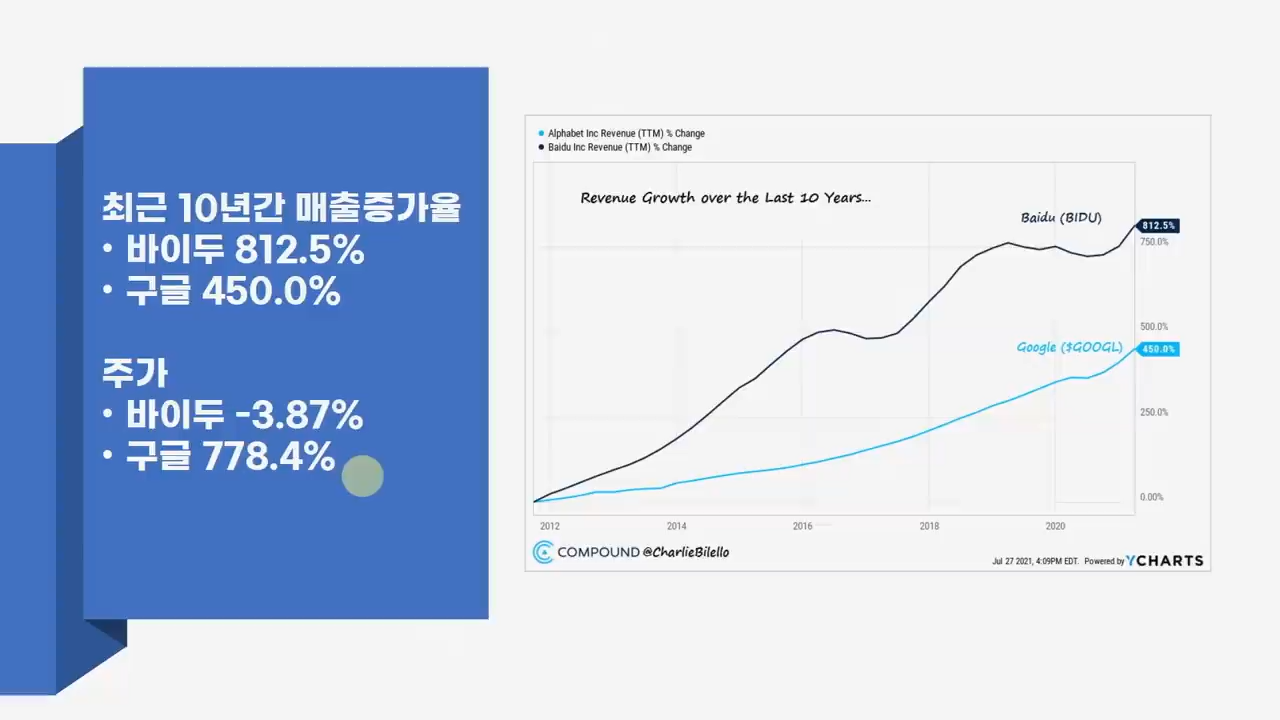 최근 10년간 매출증가율
• 바이두 812.5%
• 구글 450.0%
주가
• 바이두 -3.87%
• 구글 778.4%
Alphabet Inc Revenue (TTM) % Change
Baidu Inc Revenue (TTM) % Change
Revenue Growth over the Last 10 Years...
Baidu (BIDU)
812.5%
750.0%
500.0%
Google ($GOOGL)
450.0%
250.0%
0.00%
2012 2014 2016 2018 2020
COMPOUND @CharlieBilello
Jul 27 2021, 4:09PM EDT. Powered by YCHARTS